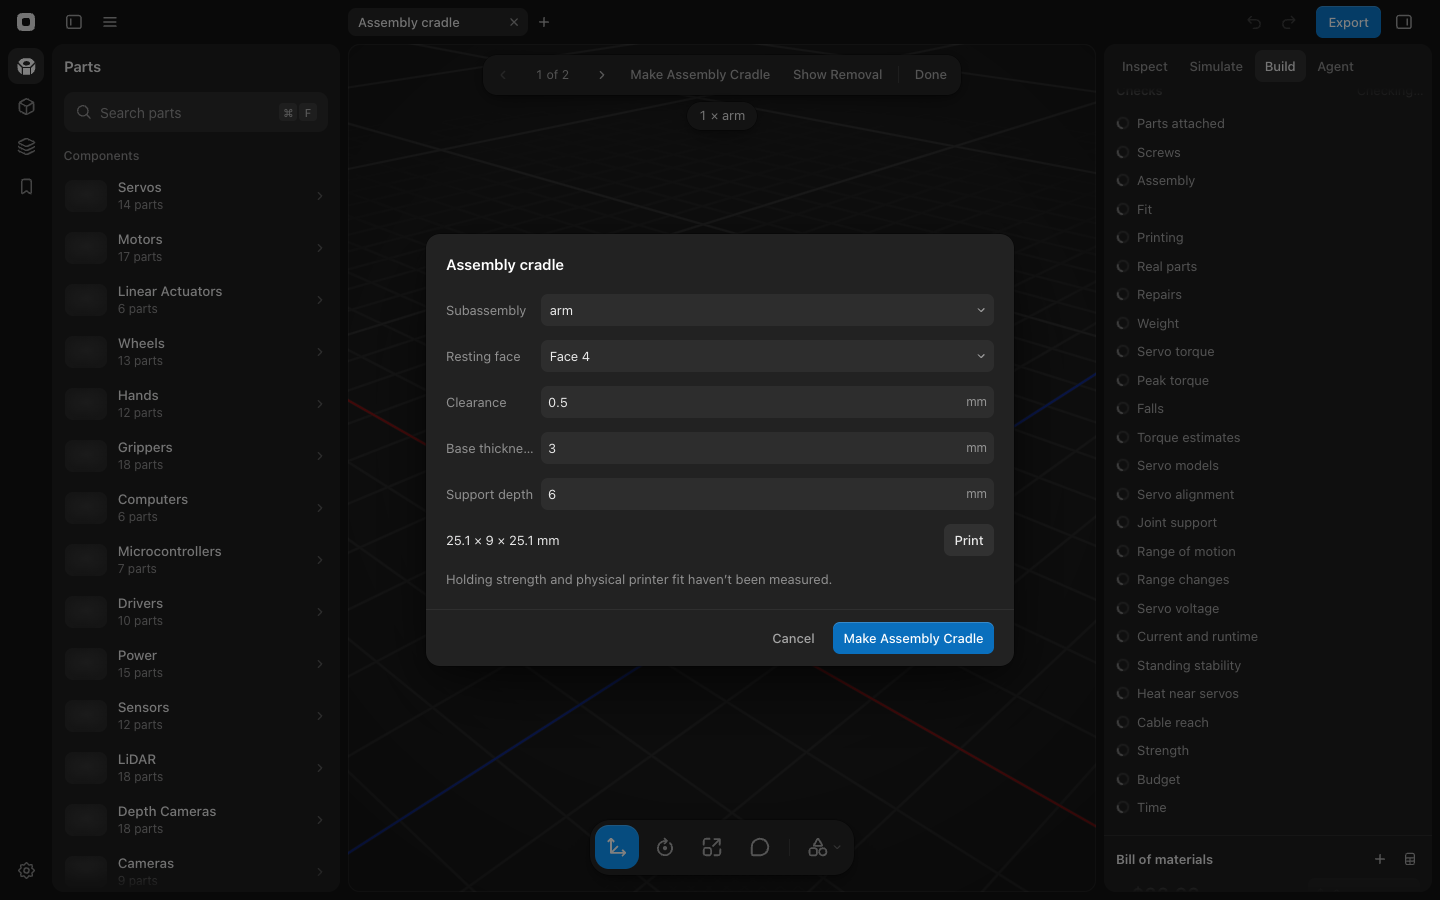 Assembly cradle
Export
Parts
Search parts
⌘ F
Components
Servos
14 parts
Motors
17 parts
Linear Actuators
6 parts
Wheels
13 parts
Hands
12 parts
Grippers
18 parts
Computers
6 parts
Microcontrollers
7 parts
Drivers
10 parts
Power
15 parts
Sensors
12 parts
LiDAR
18 parts
Depth Cameras
18 parts
Cameras
9 parts
1 of 2
Make Assembly Cradle
Show Removal
Done
1 × arm
Assembly cradle
Subassembly
arm
Resting face
Face 4
Clearance
0.5
mm
Base thickne…
3
mm
Support depth
6
mm
25.1 × 9 × 25.1 mm
Print
Holding strength and physical printer fit haven’t been measured.
Cancel
Make Assembly Cradle
Inspect
Simulate
Build
Agent
Checks
Checking…
Parts attached
Screws
Assembly
Fit
Printing
Real parts
Repairs
Weight
Servo torque
Peak torque
Falls
Torque estimates
Servo models
Servo alignment
Joint support
Range of motion
Range changes
Servo voltage
Current and runtime
Standing stability
Heat near servos
Cable reach
Strength
Budget
Time
Bill of materials